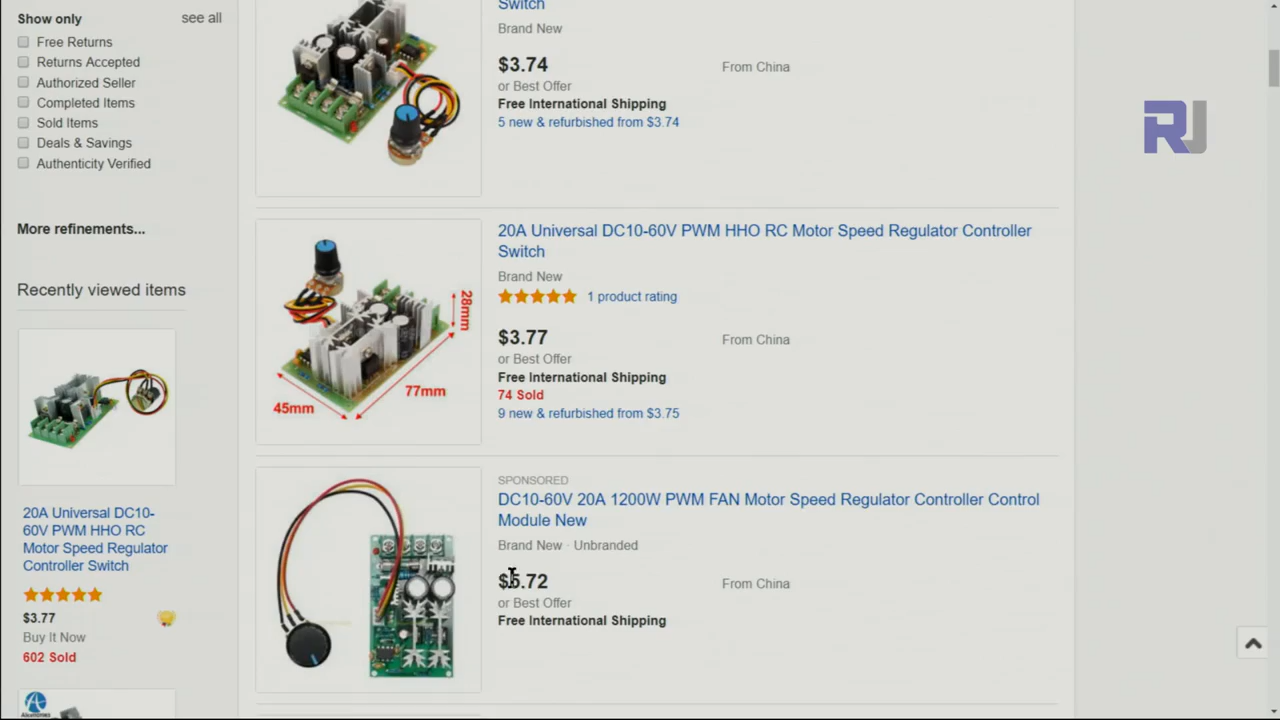 Show only
see all
Free Returns
Returns Accepted
Authorized Seller
Completed Items
Sold Items
Deals & Savings
Authenticity Verified
More refinements...
Recently viewed items
20A Universal DC10-
60V PWM HHO RC
Motor Speed Regulator
Controller Switch
$3.77
Buy It Now
602 Sold
Switch
Brand New
$3.74
From China
or Best Offer
Free International Shipping
5 new & refurbished from $3.74
28mm
77mm
45mm
20A Universal DC10-60V PWM HHO RC Motor Speed Regulator Controller
Switch
Brand New
1 product rating
$3.77
From China
or Best Offer
Free International Shipping
74 Sold
9 new & refurbished from $3.75
SPONSORED
DC10-60V 20A 1200W PWM FAN Motor Speed Regulator Controller Control
Module New
Brand New · Unbranded
From China
or Best Offer
Free International Shipping
RJ